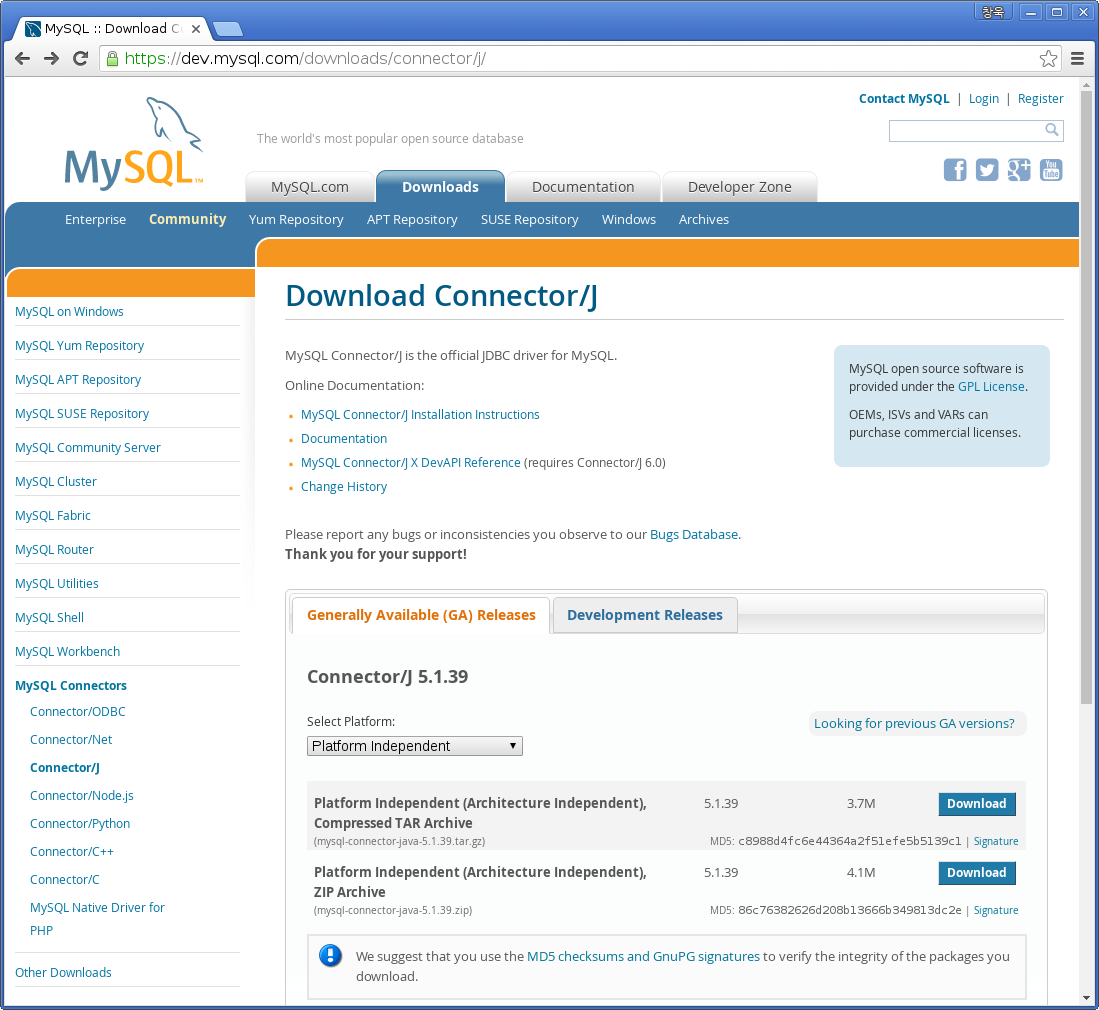 창욱
MySQL :: Download C
https://dev.mysql.com/downloads/connector/j/
Contact MySQL | Login | Register
MySQL™
The world's most popular open source database
You Tube
MySQL.com Downloads Documentation Developer Zone
Enterprise Community Yum Repository APT Repository SUSE Repository Windows Archives
MySQL on Windows
MySQL Yum Repository
MySQL APT Repository
MySQL SUSE Repository
MySQL Community Server
MySQL Cluster
MySQL Fabric
MySQL Router
MySQL Utilities
MySQL Shell
MySQL Workbench
MySQL Connectors
Connector/ODBC
Connector/Net
Connector/J
Connector/Node.js
Connector/Python
Connector/C++
Connector/C
MySQL Native Driver for
PHP
Other Downloads
Download Connector/J
MySQL Connector/J is the official JDBC driver for MySQL.
Online Documentation:
MySQL Connector/J Installation Instructions
Documentation
MySQL Connector/J X DevAPI Reference (requires Connector/J 6.0)
Change History
MySQL open source software is
provided under the GPL License.
OEMs, ISVs and VARs can
purchase commercial licenses.
Please report any bugs or inconsistencies you observe to our Bugs Database.
Thank you for your support!
Generally Available (GA) Releases Development Releases
Connector/J 5.1.39
Select Platform:
Looking for previous GA versions?
Platform Independent
Platform Independent (Architecture Independent), 5.1.39 3.7M Download
Compressed TAR Archive
(mysql-connector-java-5.1.39.tar.gz) MD5: c8988d4fc6e44364a2f51efe5b5139c1 | Signature
Platform Independent (Architecture Independent), 5.1.39 4.1M Download
ZIP Archive
(mysql-connector-java-5.1.39.zip) MD5: 86c76382626d208b13666b349813dc2e | Signature
We suggest that you use the MD5 checksums and GnuPG signatures to verify the integrity of the packages you
download.